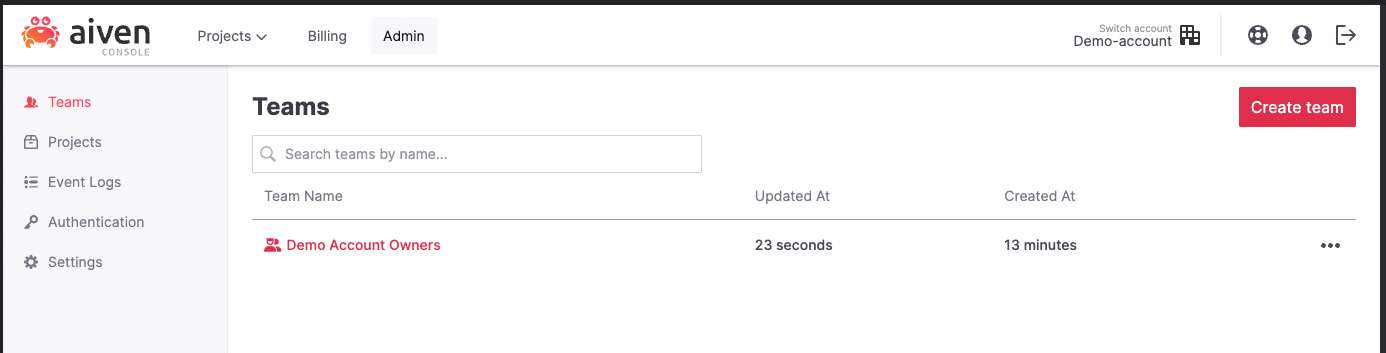 aiven
CONSOLE
Projects
Billing
Admin
Switch account
Demo-account
Teams
Projects
Event Logs
Authentication
Settings
Teams
Create team
Search teams by name...
Team Name Updated At Created At
Demo Account Owners 23 seconds 13 minutes